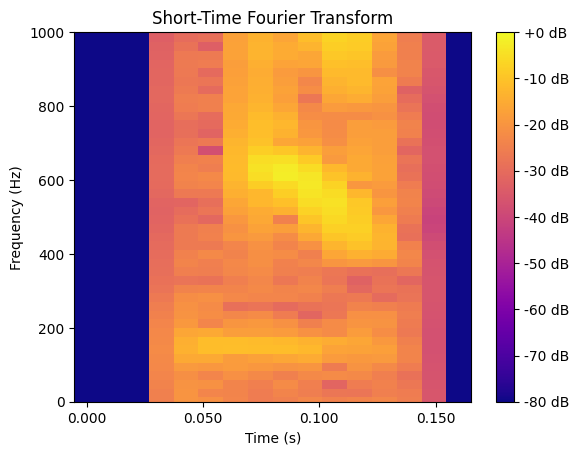 Short-Time Fourier Transform
Frequency (Hz)
1000
800
600
400
200
0
0.000
0.050
0.100
0.150
Time (s)
+0 dB
-10 dB
-20 dB
-30 dB
-40 dB
-50 dB
-60 dB
-70 dB
-80 dB